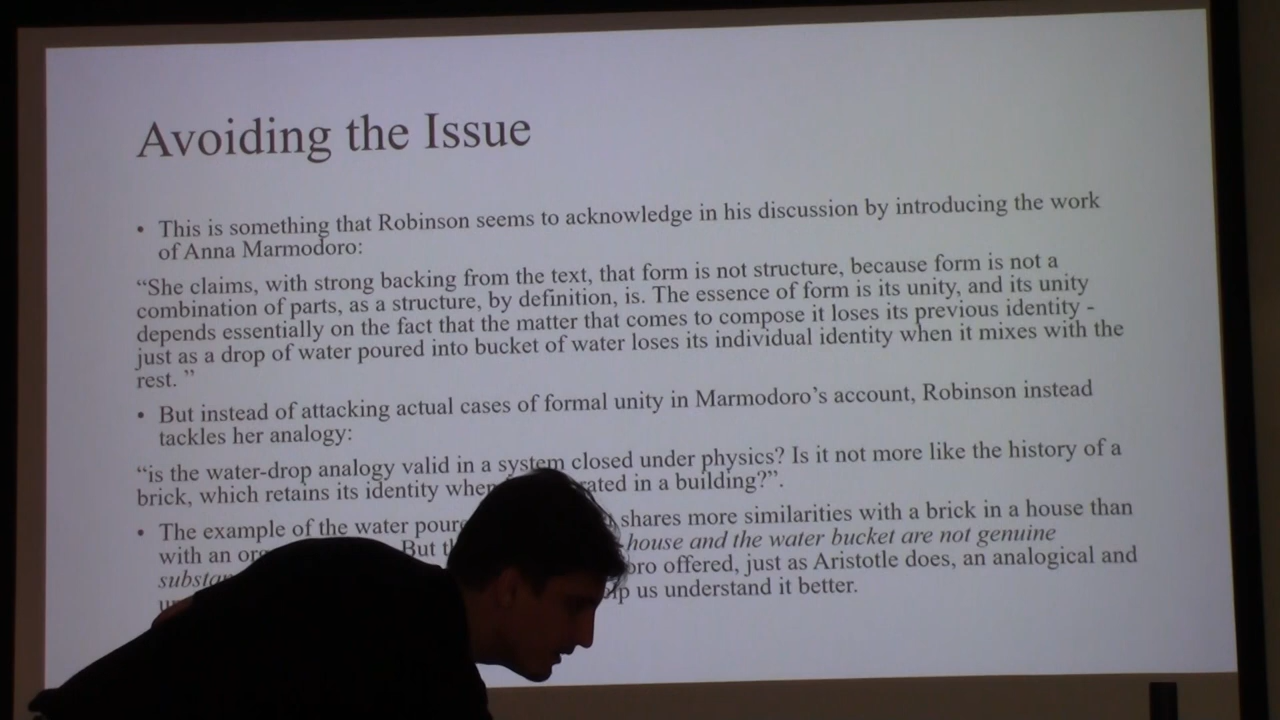 Avoiding the Issue
• This is something that Robinson seems to acknowledge in his discussion by introducing the work
of Anna Marmodoro:
“She claims, with strong backing from the text, that form is not structure, because form is not a
combination of parts, as a structure, by definition, is. The essence of form is its unity, and its unity
depends essentially on the fact that the matter that comes to compose it loses its previous identity -
just as a drop of water poured into bucket of water loses its individual identity when it mixes with the
rest. ”
• But instead of attacking actual cases of formal unity in Marmodoro’s account, Robinson instead
tackles her analogy:
“is the water-drop analogy valid in a system closed under physics? Is it not more like the history of a
brick, which retains its identity when in a building?”.
• The example of the water shares more similarities with a brick in a house than
with an But house and the water bucket are not genuine
offered, just as Aristotle does, an analogical and
us understand it better.